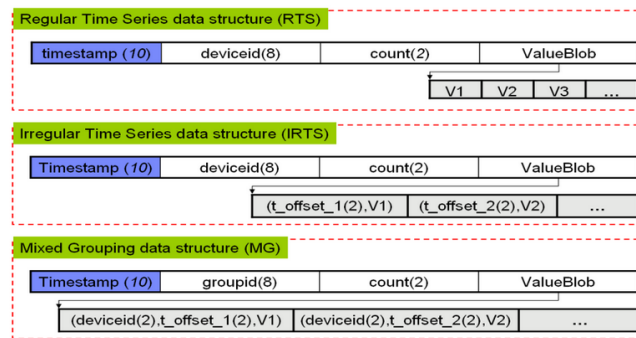 Regular Time Series data structure (RTS)
timestamp (10) deviceid(8) count(2) ValueBlob
V1 V2 V3 ...
Irregular Time Series data structure (IRTS)
Timestamp (10) deviceid(8) count(2) ValueBlob
(t_offset_1(2),V1) (t_offset_2(2),V2) ...
Mixed Grouping data structure (MG)
Timestamp (10) groupid(8) count(2) ValueBlob
(deviceid(2),t_offset_1(2),V1) (deviceid(2),t_offset_2(2),V2) ...